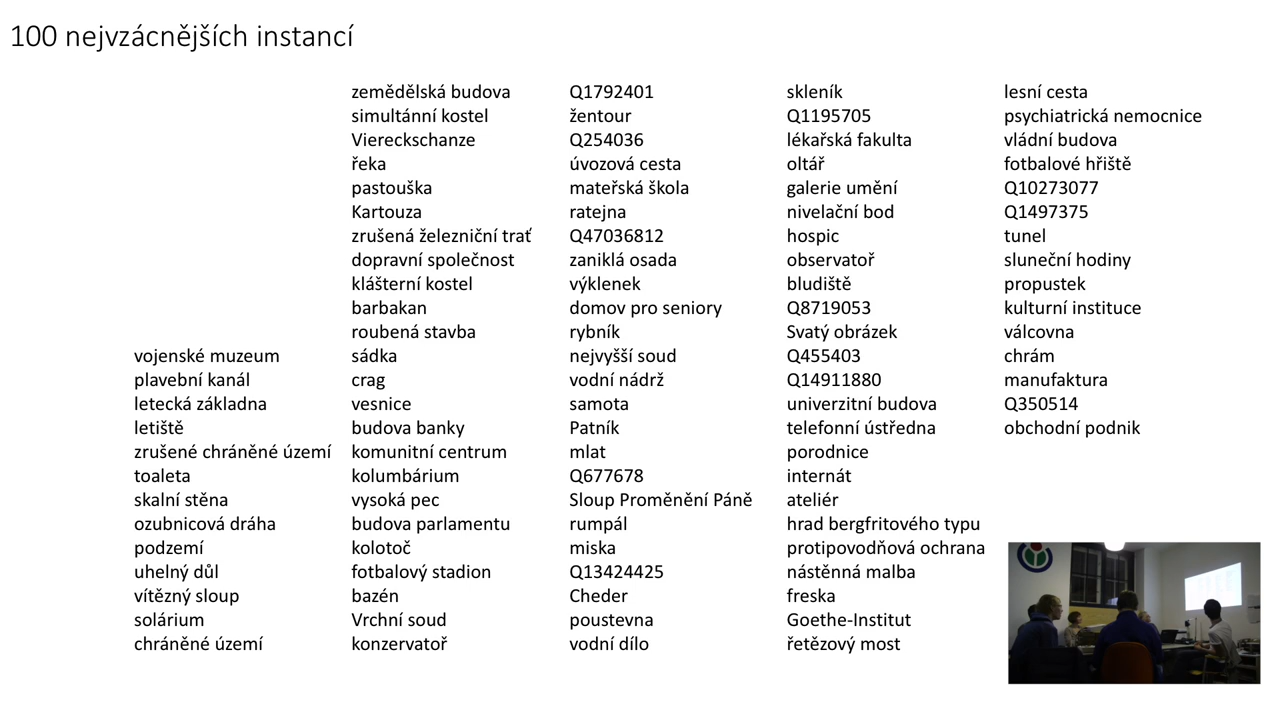 100 nejvzácnějších instancí
vojenské muzeum
plavební kanál
letecká základna
letiště
zrušené chráněné území
toaleta
skalní stěna
ozubnicová dráha
podzemí
uhelný důl
vítězný sloup
solárium
chráněné území
zemědělská budova
simultánní kostel
Viereckschanze
řeka
pastouška
Kartouza
zrušená železniční trať
dopravní společnost
klášterní kostel
barbakan
roubená stavba
sádka
crag
vesnice
budova banky
komunitní centrum
kolumbárium
vysoká pec
budova parlamentu
kolotoč
fotbalový stadion
bazén
Vrchní soud
konzervatoř
Q1792401
žentour
Q254036
úvozová cesta
mateřská škola
ratejna
Q47036812
zaniklá osada
výklenek
domov pro seniory
rybník
nejvyšší soud
vodní nádrž
samota
Patník
mlat
Q677678
Sloup Proměnění Páně
rumpál
miska
Q13424425
Cheder
poustevna
vodní dílo
skleník
Q1195705
lékařská fakulta
oltář
galerie umění
nivelační bod
hospic
observatoř
bludiště
Q8719053
Svatý obrázek
Q455403
Q14911880
univerzitní budova
telefonní ústředna
porodnice
internát
ateliér
hrad bergfritového typu
protipovodňová ochrana
nástěnná malba
freska
Goethe-Institut
řetězový most
lesní cesta
psychiatrická nemocnice
vládní budova
fotbalové hřiště
Q10273077
Q1497375
tunel
sluneční hodiny
propustek
kulturní instituce
válcovna
chrám
manufaktura
Q350514
obchodní podnik